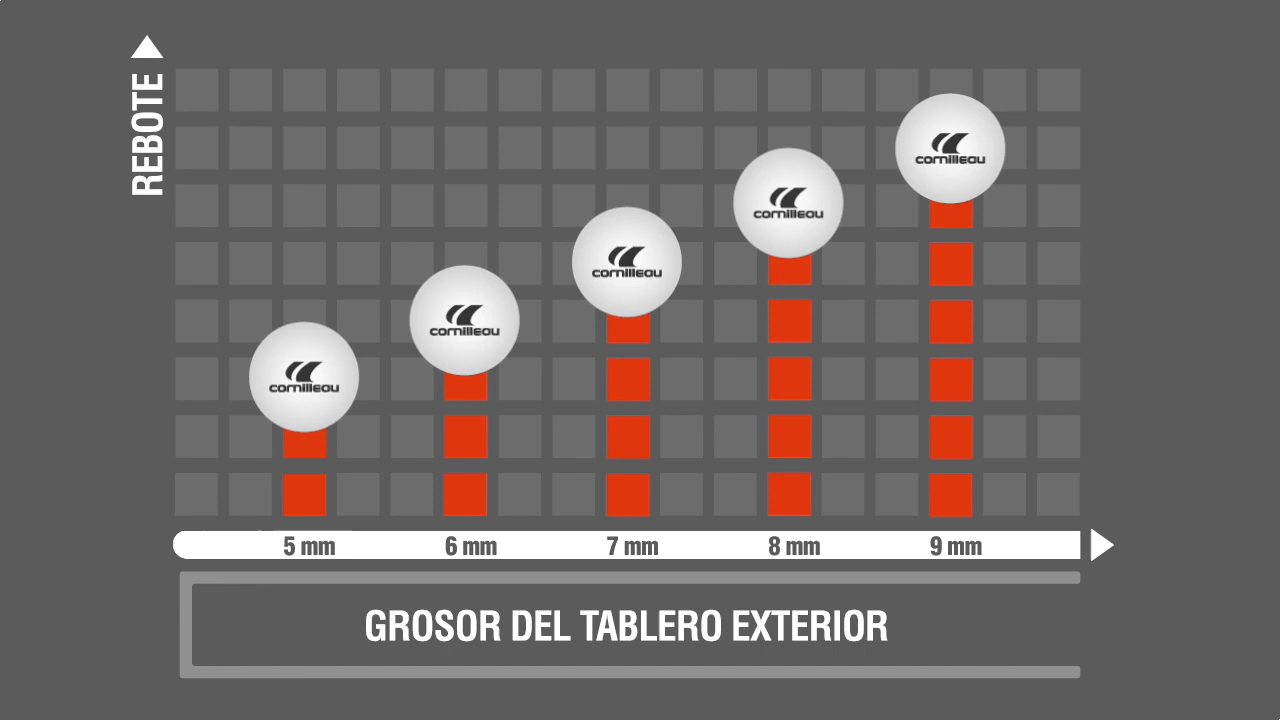 REBOTE
cornilleau
cornilleau
cornilleau
cornilleau
cornilleau
5 mm 6 mm 7 mm 8 mm 9 mm
GROSOR DEL TABLERO EXTERIOR